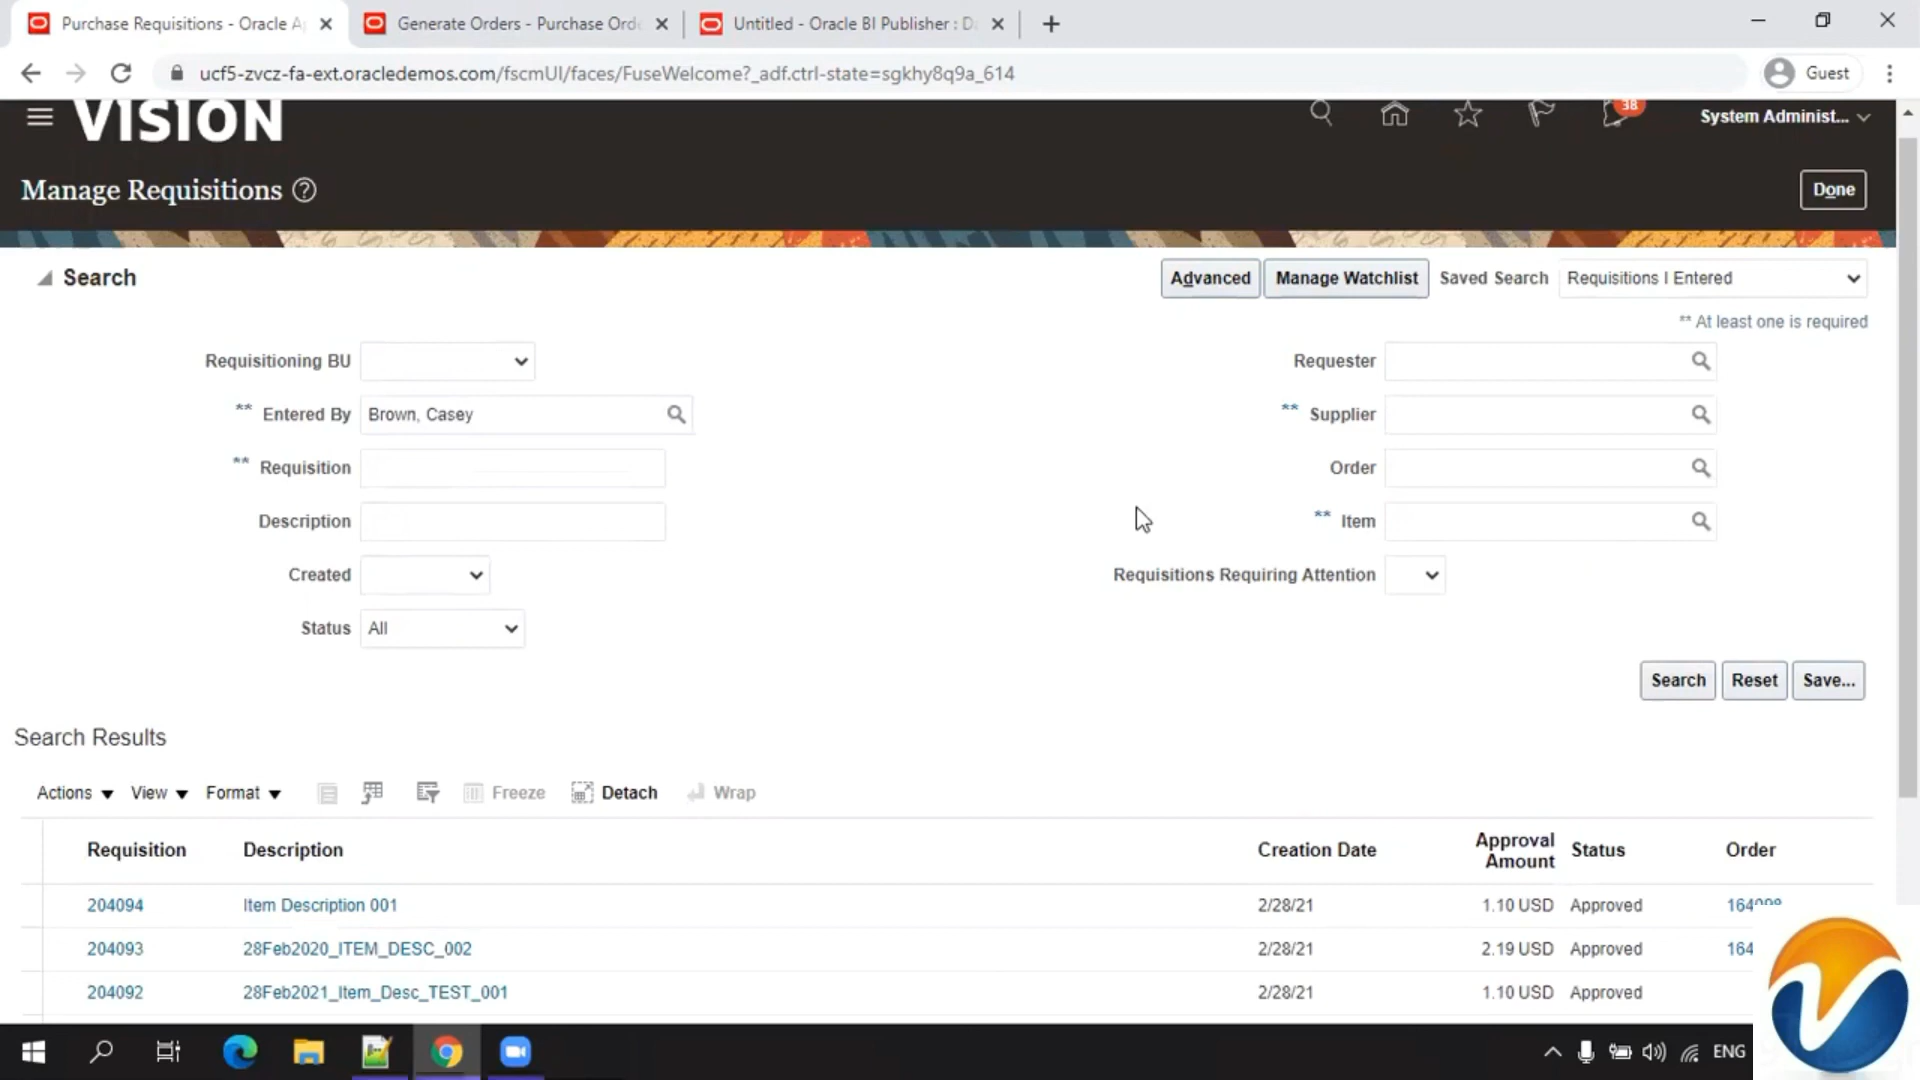 Purchase Requisitions - Oracle A
Generate Orders - Purchase Orde
Untitled - Oracle BI Publisher : D
ucf5-zvcz-fa-ext.oracledemos.com/fscmUI/faces/FuseWelcome?_adf.ctrl-state=sgkhy8q9a_614
Guest
VISION
38
System Administ...
Manage Requisitions
Done
Search
Advanced
Manage Watchlist
Saved Search
Requisitions I Entered
** At least one is required
Requisitioning BU
Requester
** Entered By
Brown, Casey
** Supplier
** Requisition
Order
Description
** Item
Created
Requisitions Requiring Attention
Status
All
Search
Reset
Save...
Search Results
Actions
View
Format
Freeze
Detach
Wrap
Requisition
Description
Creation Date
Approval Amount
Status
Order
204094 Item Description 001 2/28/21 1.10 USD Approved
204093 28Feb2020_ITEM_DESC_002 2/28/21 2.19 USD Approved 164
204092 28Feb2021_Item_Desc_TEST_001 2/28/21 1.10 USD Approved
ENG